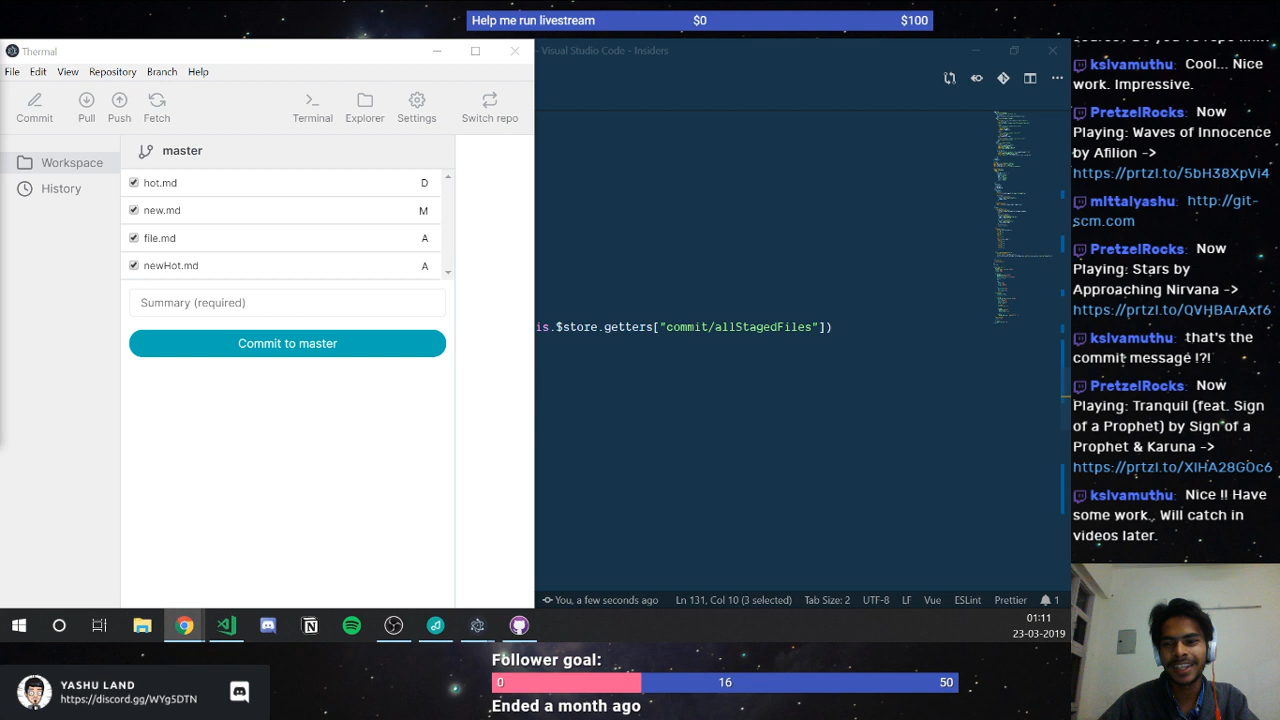 Help me run livestream $0 $100
Thermal
File Edit View Repository Branch Help
Commit Pull Push Fetch Terminal Explorer Settings Switch repo
Workspace
History
master
hot.md D
new.md M
file.md A
newHot.md A
Summary (required)
Commit to master
- Visual Studio Code - Insiders
is.$store.getters["commit/allStagedFiles"])
You, a few seconds ago Ln 131, Col 10 (3 selected) Tab Size: 2 UTF-8 LF Vue ESLint Prettier 1
01:11
23-03-2019
kslvamuthu: Cool... Nice
work. Impressive.
PretzelRocks: Now
Playing: Waves of Innocence
by Afilion ->
https://prtzl.to/5bH38XpVi4
mittalyashu: http://git-
scm.com
PretzelRocks: Now
Playing: Stars by
Approaching Nirvana ->
https://prtzl.to/QVHBArAxf6
kslvamuthu: that's the
commit message !?!
PretzelRocks: Now
Playing: Tranquil (feat. Sign
of a Prophet) by Sign of a
Prophet & Karuna ->
https://prtzl.to/XIHA28G0c6
kslvamuthu: Nice !! Have
some work.. Will catch in
videos later.
YASHU LAND
https://discord.gg/WYg5DTN
Follower goal:
0 16 50
Ended a month ago